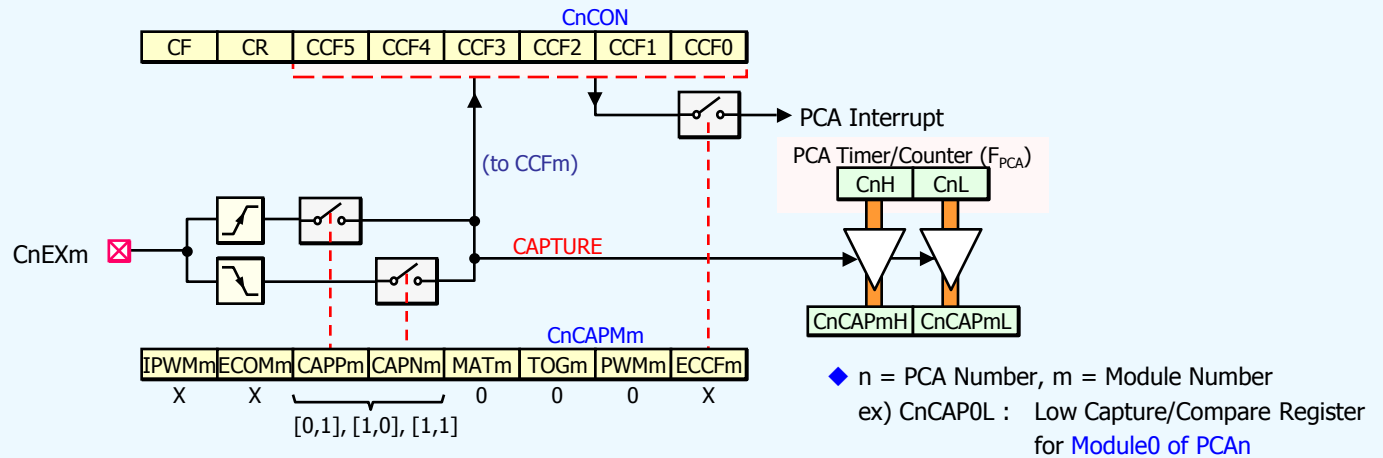 CnCON
CF CR CCF5 CCF4 CCF3 CCF2 CCF1 CCF0
PCA Interrupt
(to CCFm)
PCA Timer/Counter (FPCA)
CnH CnL
CnEXm
CAPTURE
CnCAPmH CnCAPmL
CnCAPMm
IPWMm ECOMm CAPPm CAPNm MATm TOGm PWMm ECCFm
X X 0 0 0 X
[0,1], [1,0], [1,1]
◆ n = PCA Number, m = Module Number
ex) CnCAP0L : Low Capture/Compare Register
for Module0 of PCAn